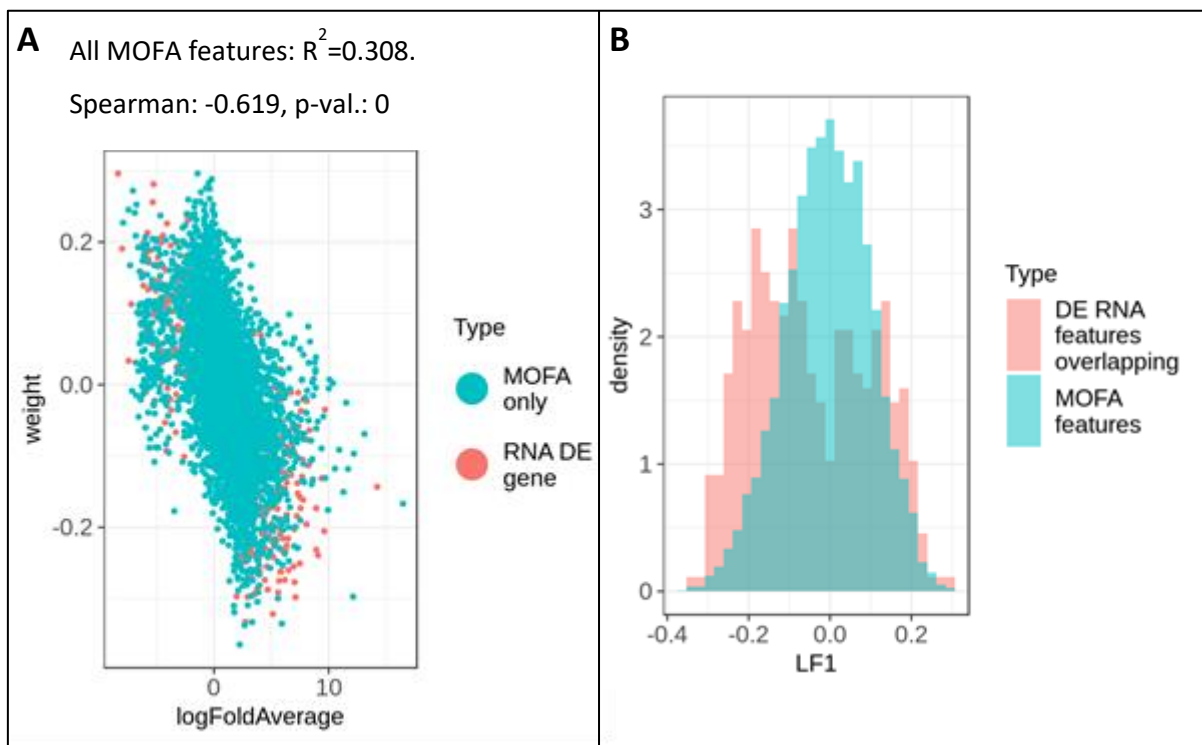 A
All MOFA features: R²=0.308.
Spearman: -0.619, p-val.: 0
0.2
0.0
-0.2
weight
0
10
logFoldAverage
Type
MOFA
only
RNA DE
gene
B
3
2
1
0
density
-0.4
-0.2
0.0
0.2
LF1
Type
DE RNA
features
overlapping
MOFA
features